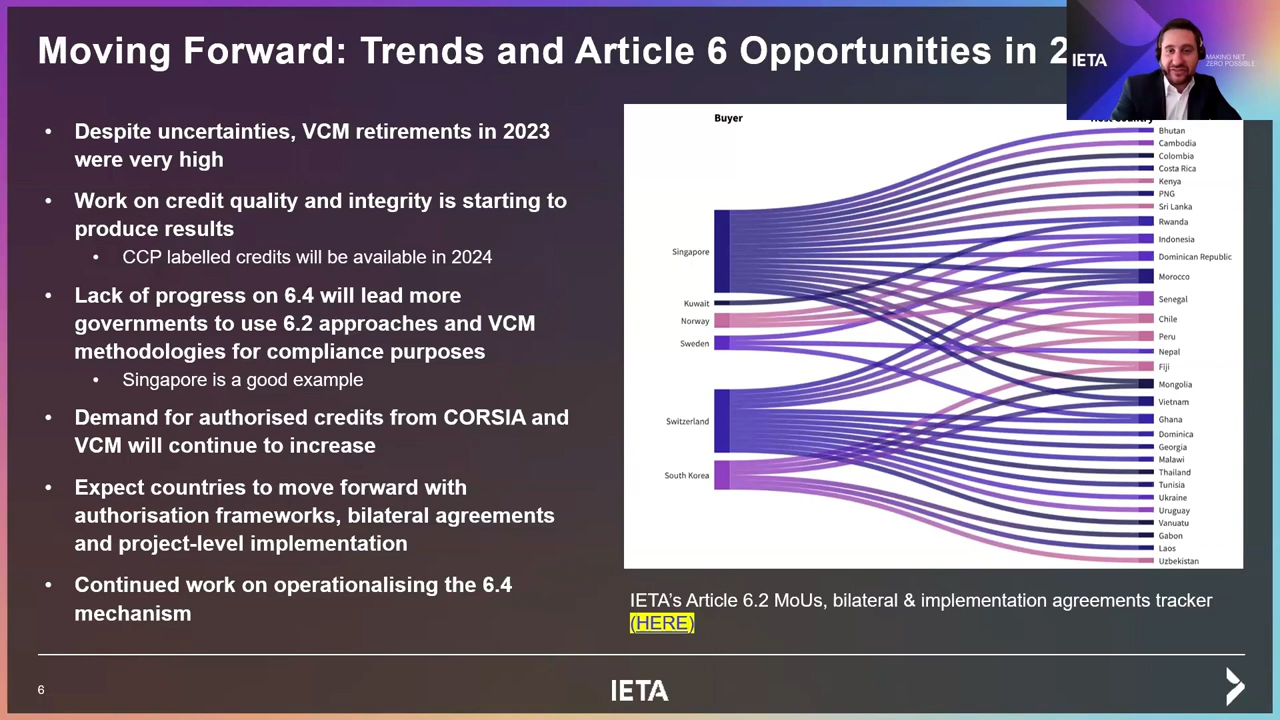 Moving Forward: Trends and Article 6 Opportunities in 2
IETA
MAKING NET
ZERO POSSIBLE
• Despite uncertainties, VCM retirements in 2023
were very high
• Work on credit quality and integrity is starting to
produce results
• CCP labelled credits will be available in 2024
• Lack of progress on 6.4 will lead more
governments to use 6.2 approaches and VCM
methodologies for compliance purposes
• Singapore is a good example
• Demand for authorised credits from CORSIA and
VCM will continue to increase
• Expect countries to move forward with
authorisation frameworks, bilateral agreements
and project-level implementation
• Continued work on operationalising the 6.4
mechanism
Buyer
Singapore
Kuwait
Norway
Sweden
Switzerland
South Korea
Bhutan
Cambodia
Colombia
Costa Rica
Kenya
PNG
Sri Lanka
Rwanda
Indonesia
Dominican Republic
Morocco
Senegal
Chile
Peru
Nepal
Fiji
Mongolia
Vietnam
Ghana
Dominica
Georgia
Malawi
Thailand
Tunisia
Ukraine
Uruguay
Vanuatu
Gabon
Laos
Uzbekistan
IETA's Article 6.2 MoUs, bilateral & implementation agreements tracker
(HERE)
6
IETA